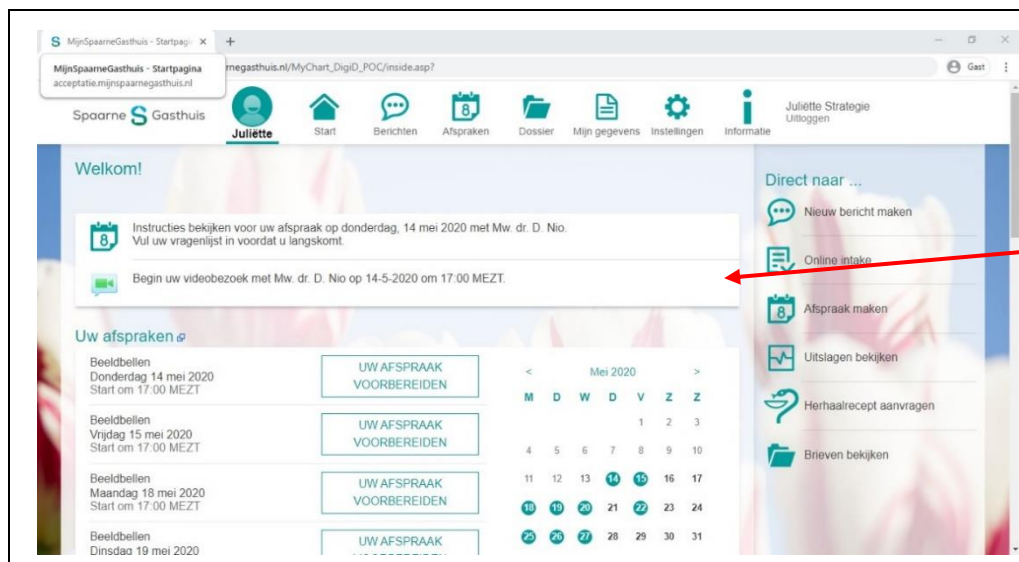 MijnSpaarneGasthuis - Startpagi
MijnSpaarneGasthuis - Startpagina
acceptatie.mijnspaarnegasthuis.nl
rnegasthuis.nl/MyChart_DigiD_POC/inside.asp?
Gast
Spaarne Gasthuis
Juliëtte
Start
Berichten
8
Afspraken
Dossier
Mijn gegevens
Instellingen
Informatie
Juliëtte Strategie
Uitloggen
Welkom!
8
Instructies bekijken voor uw afspraak op donderdag, 14 mei 2020 met Mw. dr. D. Nio.
Vul uw vragenlijst in voordat u langskomt.
Begin uw videobezoek met Mw. dr. D. Nio op 14-5-2020 om 17:00 MEZT.
Uw afspraken
Beeldbellen
Donderdag 14 mei 2020
Start om 17:00 MEZT
UW AFSPRAAK
VOORBEREIDEN
Beeldbellen
Vrijdag 15 mei 2020
Start om 17:00 MEZT
UW AFSPRAAK
VOORBEREIDEN
Beeldbellen
Maandag 18 mei 2020
Start om 17:00 MEZT
UW AFSPRAAK
VOORBEREIDEN
Beeldbellen
Dinsdag 19 mei 2020
UW AFSPRAAK
< Mei 2020 >
M D W D V Z Z
1 2 3
4 5 6 7 8 9 10
11 12 13 14 15 16 17
18 19 20 21 22 23 24
25 26 27 28 29 30 31
Direct naar ...
Nieuw bericht maken
Online intake
8
Afspraak maken
Uitslagen bekijken
Herhaalrecept aanvragen
Brieven bekijken